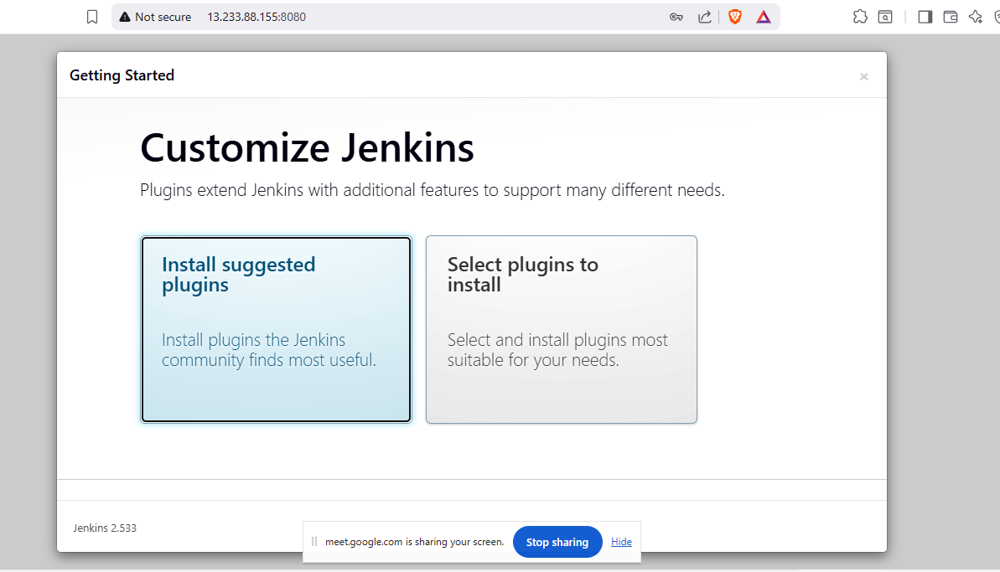 Not secure 13.233.88.155:8080
Getting Started
×
Customize Jenkins
Plugins extend Jenkins with additional features to support many different needs.
Install suggested
plugins
Install plugins the Jenkins
community finds most useful.
Select plugins to
install
Select and install plugins most
suitable for your needs.
Jenkins 2.533
meet.google.com is sharing your screen. Stop sharing Hide